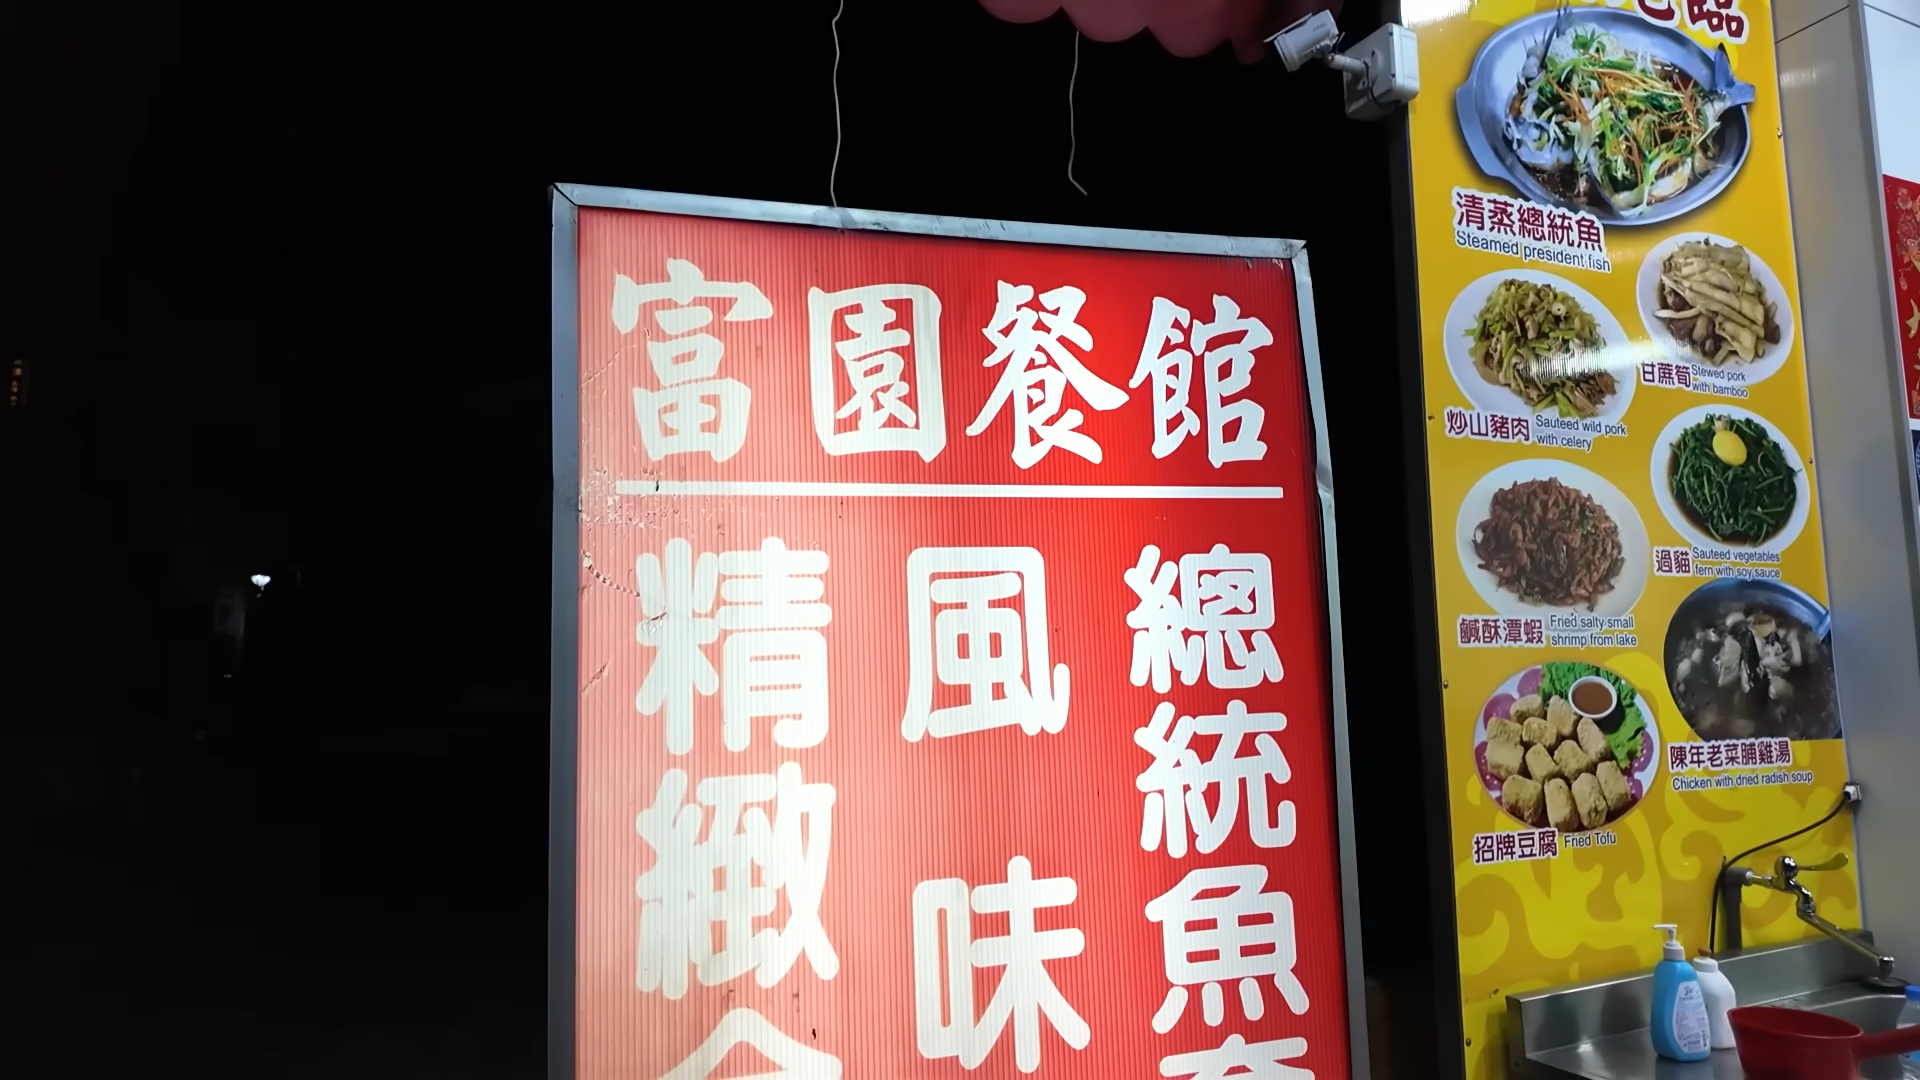 富園餐館
總統魚
風味
精緻
臨
清蒸總統魚
Steamed president fish
甘蔗筍
Stewed pork
with bamboo
炒山豬肉
Sauteed wild pork
with celery
過貓
Sauteed vegetables
fern with soy sauce
鹹酥潭蝦
Fried salty small
shrimp from lake
陳年老菜脯雞湯
Chicken with dried radish soup
招牌豆腐
Fried Tofu